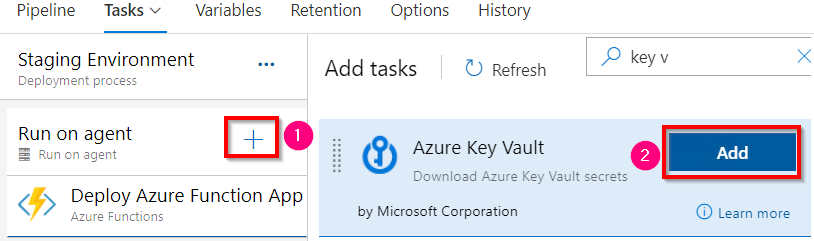 Pipeline Tasks Variables Retention Options History
Staging Environment
Deployment process
Add tasks
Refresh
key v
Run on agent
Run on agent
1
Azure Key Vault
Download Azure Key Vault secrets
2
Add
Deploy Azure Function App
Azure Functions
by Microsoft Corporation
Learn more